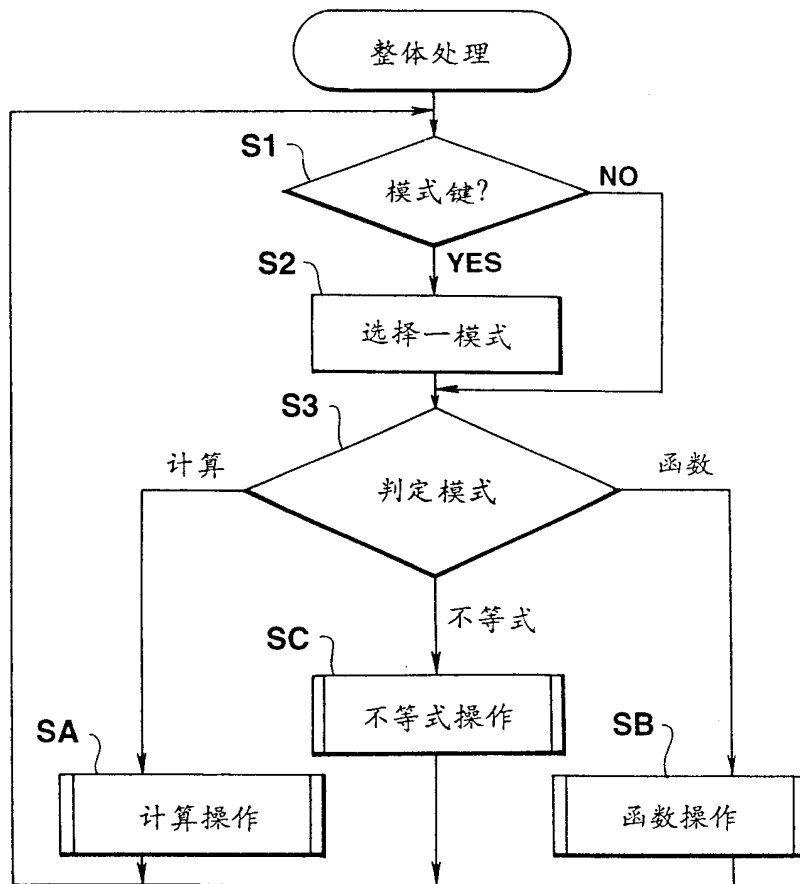 整体处理
S1
模式键?
NO
YES
S2
选择一模式
S3
计算
函数
判定模式
不等式
SC
不等式操作
SA
SB
计算操作
函数操作